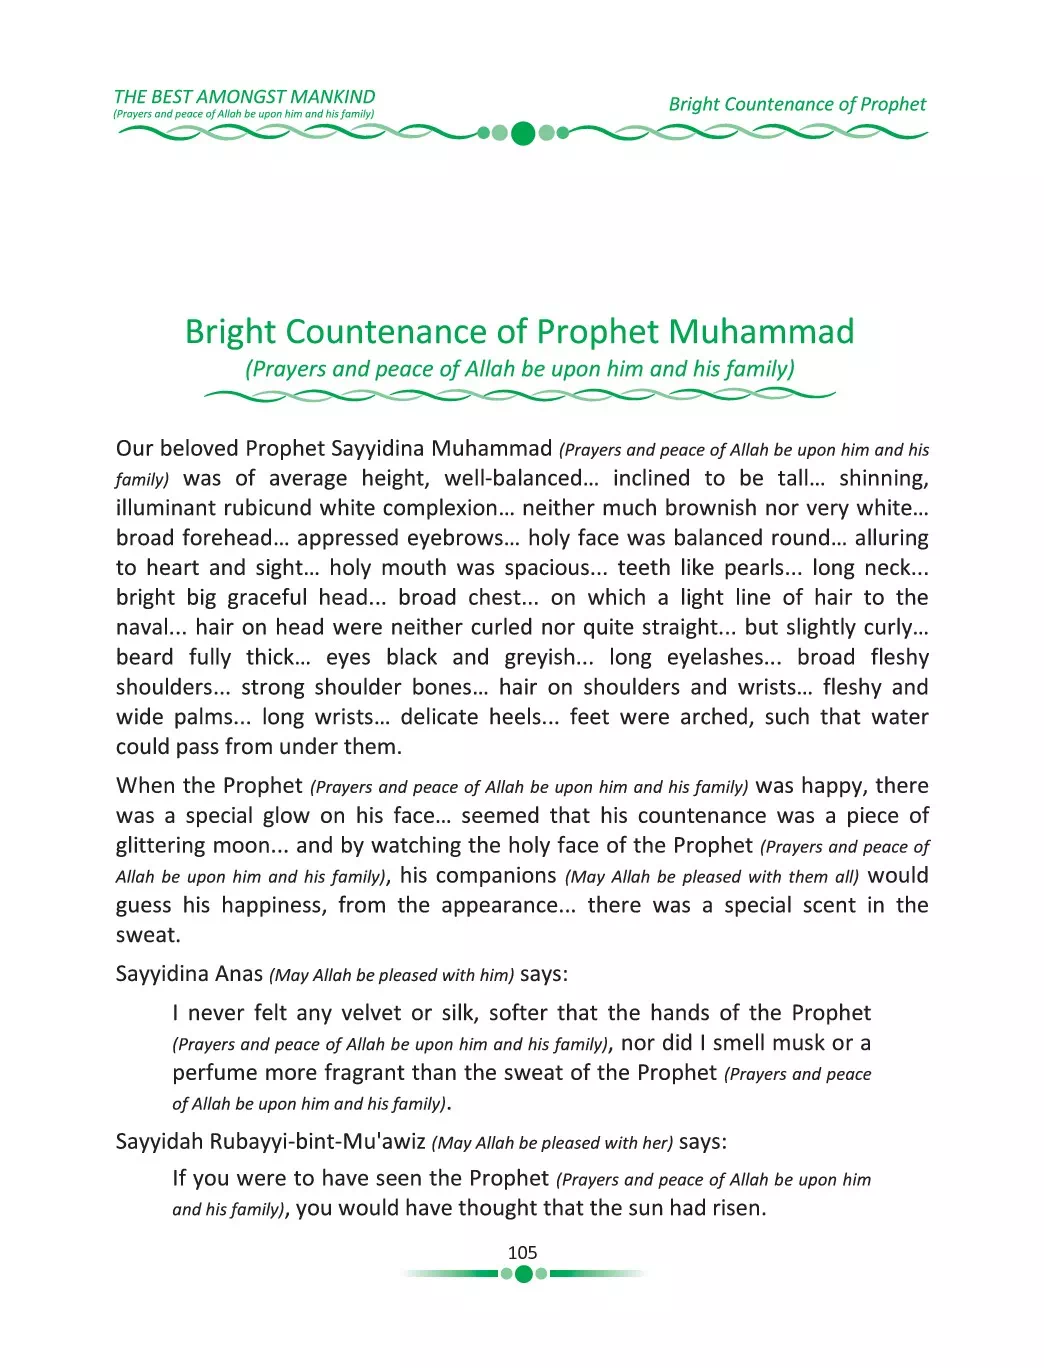 THE BEST AMONGST MANKIND
(Prayers and peace of Allah be upon him and his family)
Bright Countenance of Prophet
Bright Countenance of Prophet Muhammad
(Prayers and peace of Allah be upon him and his family)
Our beloved Prophet Sayyidina Muhammad (Prayers and peace of Allah be upon him and his
family) was of average height, well-balanced... inclined to be tall... shinning,
illuminant rubicund white complexion... neither much brownish nor very white...
broad forehead... appressed eyebrows... holy face was balanced round... alluring
to heart and sight... holy mouth was spacious... teeth like pearls... long neck...
bright big graceful head... broad chest... on which a light line of hair to the
naval... hair on head were neither curled nor quite straight... but slightly curly...
beard fully thick... eyes black and greyish... long eyelashes... broad fleshy
shoulders... strong shoulder bones... hair on shoulders and wrists... fleshy and
wide palms... long wrists... delicate heels... feet were arched, such that water
could pass from under them.
When the Prophet (Prayers and peace of Allah be upon him and his family) was happy, there
was a special glow on his face... seemed that his countenance was a piece of
glittering moon... and by watching the holy face of the Prophet (Prayers and peace of
Allah be upon him and his family), his companions (May Allah be pleased with them all) would
guess his happiness, from the appearance... there was a special scent in the
sweat.
Sayyidina Anas (May Allah be pleased with him) says:
I never felt any velvet or silk, softer that the hands of the Prophet
(Prayers and peace of Allah be upon him and his family), nor did I smell musk or a
perfume more fragrant than the sweat of the Prophet (Prayers and peace
of Allah be upon him and his family).
Sayyidah Rubayyi-bint-Mu'awiz (May Allah be pleased with her) says:
If you were to have seen the Prophet (Prayers and peace of Allah be upon him
and his family), you would have thought that the sun had risen.
105